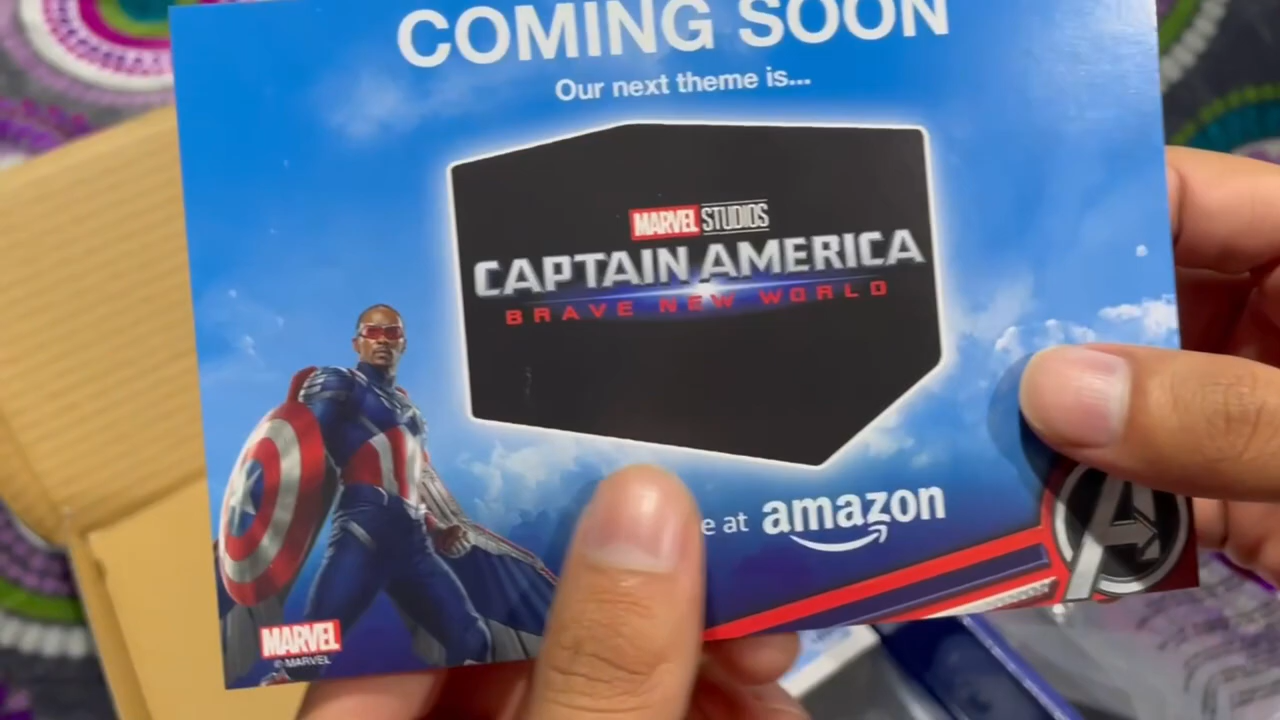 COMING SOON
Our next theme is...
MARVEL STUDIOS
CAPTAIN AMERICA
BRAVE NEW WORLD
at amazon
MARVEL
© MARVEL